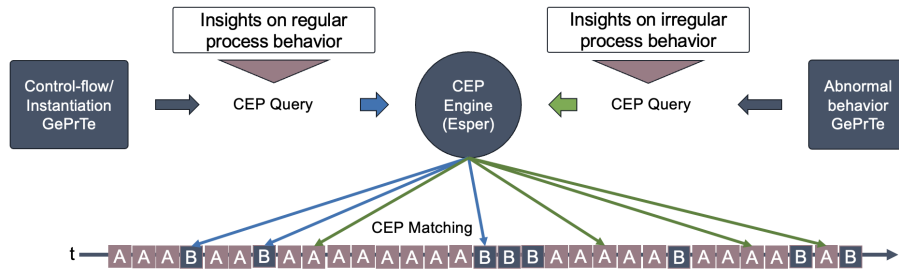 Insights on regular
process behavior
Insights on irregular
process behavior
Control-flow/
Instantiation
GePrTe
CEP Query
CEP
Engine
(Esper)
CEP Query
Abnormal
behavior
GePrTe
CEP Matching
t A A A B A A B A A A A A A A A B B B A A A A A B A A A A B A B